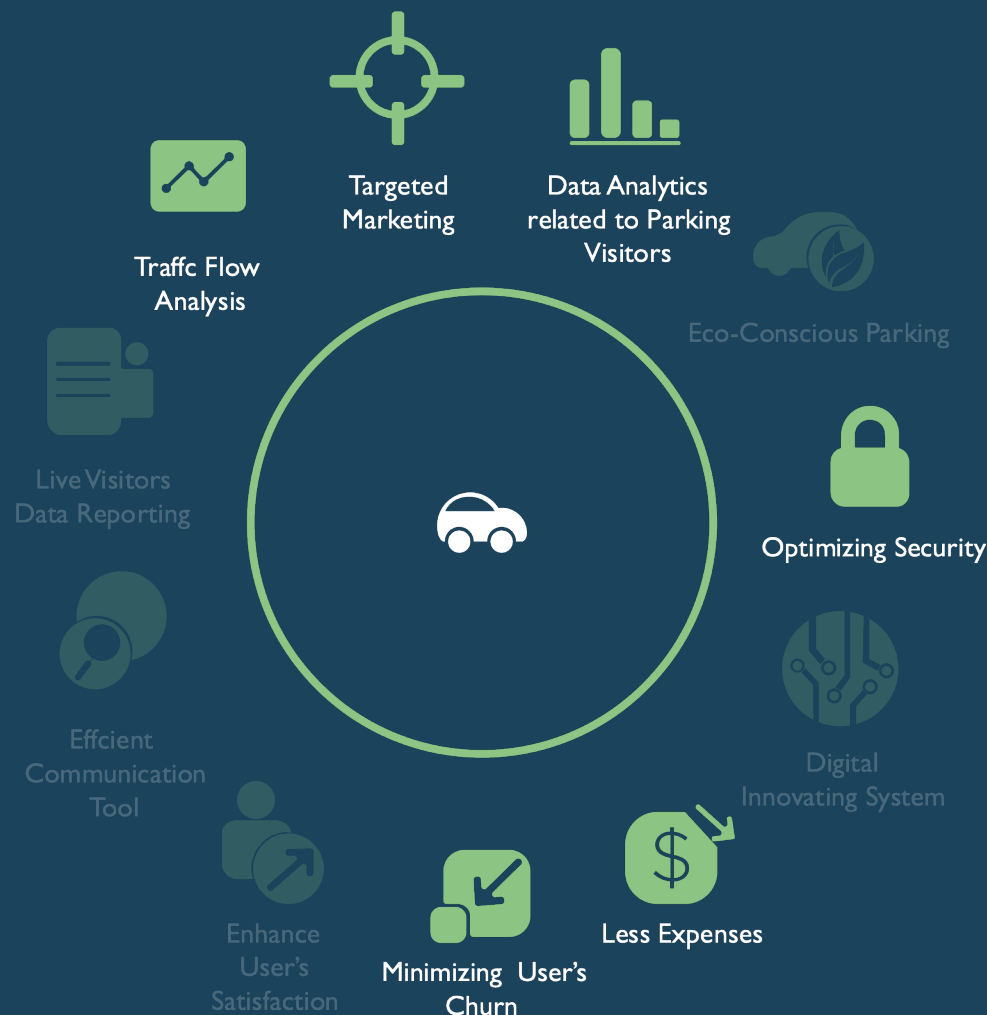 Targeted
Marketing
Data Analytics
related to Parking
Visitors
Traffc Flow
Analysis
Eco-Conscious Parking
Live Visitors
Data Reporting
Optimizing Security
Effcient
Communication
Tool
Digital
Innovating System
Enhance
User's
Satisfaction
Minimizing User's
Churn
$
Less Expenses